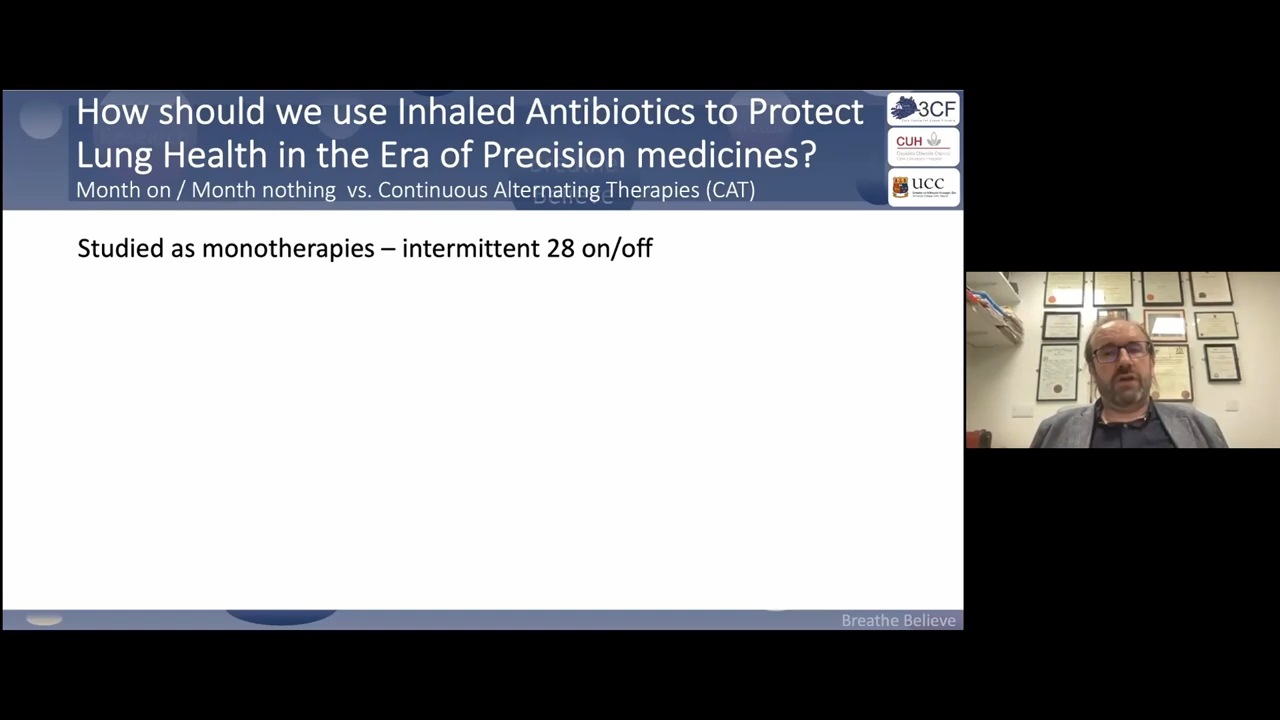 How should we use Inhaled Antibiotics to Protect
Lung Health in the Era of Precision medicines?
Month on / Month nothing vs. Continuous Alternating Therapies (CAT)
3CF
CUH
UCC
Believe
Studied as monotherapies – intermittent 28 on/off
Breathe Believe